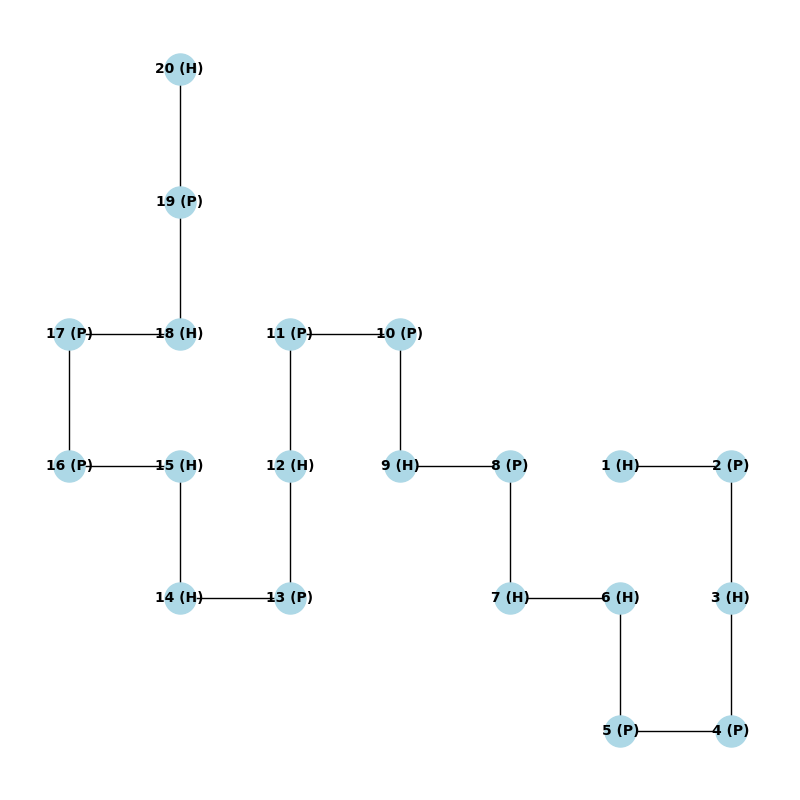 20 (H)
19 (P)
17 (P) 18 (H) 11 (P) 10 (P)
16 (P) 15 (H) 12 (H) 9 (H) 8 (P) 1 (H) 2 (P)
14 (H) 13 (P) 7 (H) 6 (H) 3 (H)
5 (P) 4 (P)